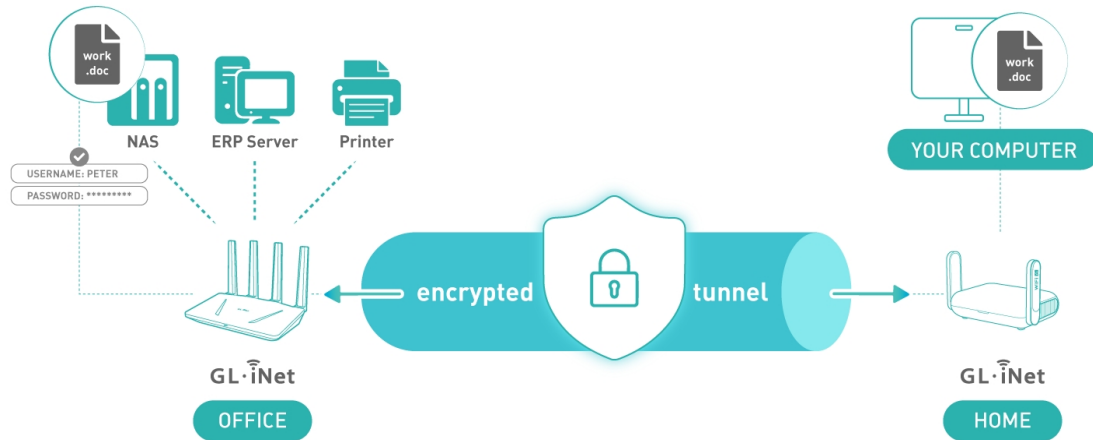 work
.doc
NAS
ERP Server
Printer
USERNAME: PETER
PASSWORD: *********
work
.doc
YOUR COMPUTER
encrypted
tunnel
GL·iNet
OFFICE
GL·iNet
HOME